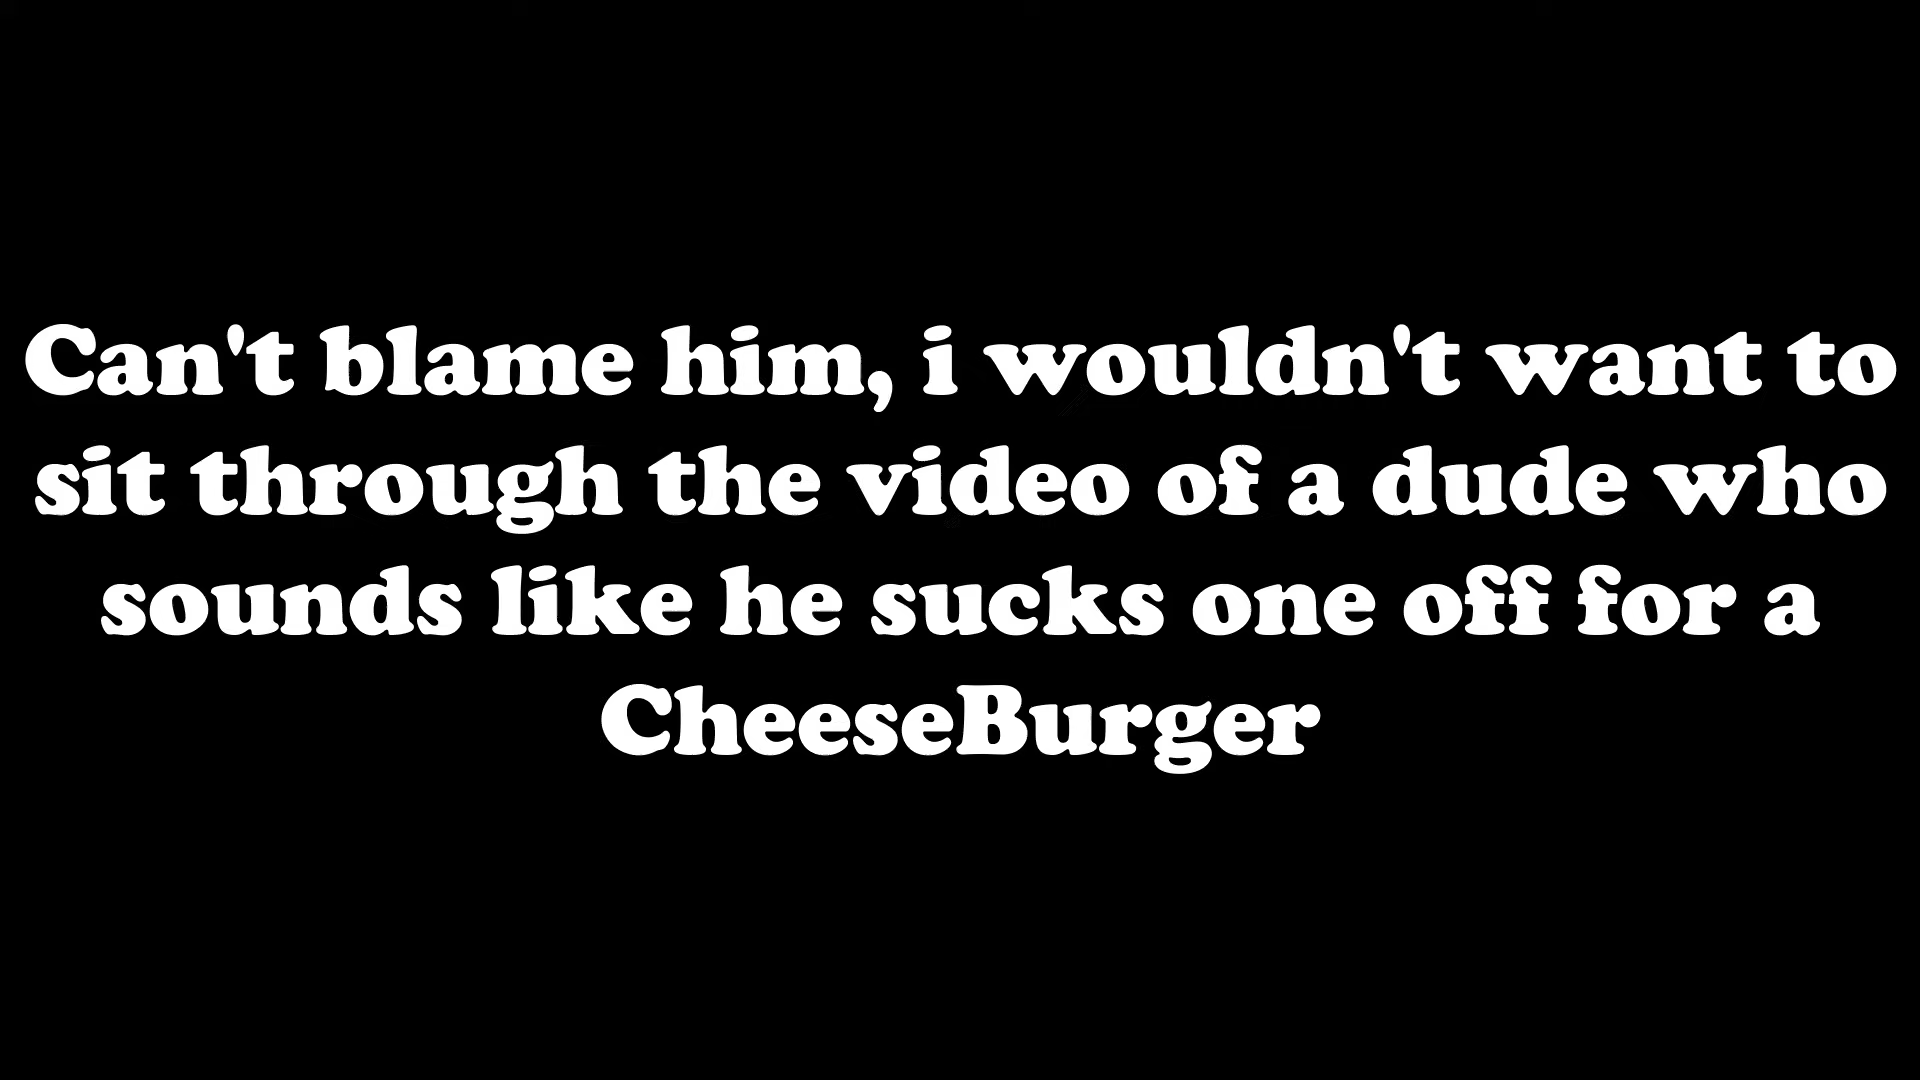 Can't blame him, i wouldn't want to
sit through the video of a dude who
sounds like he sucks one off for a
CheeseBurger